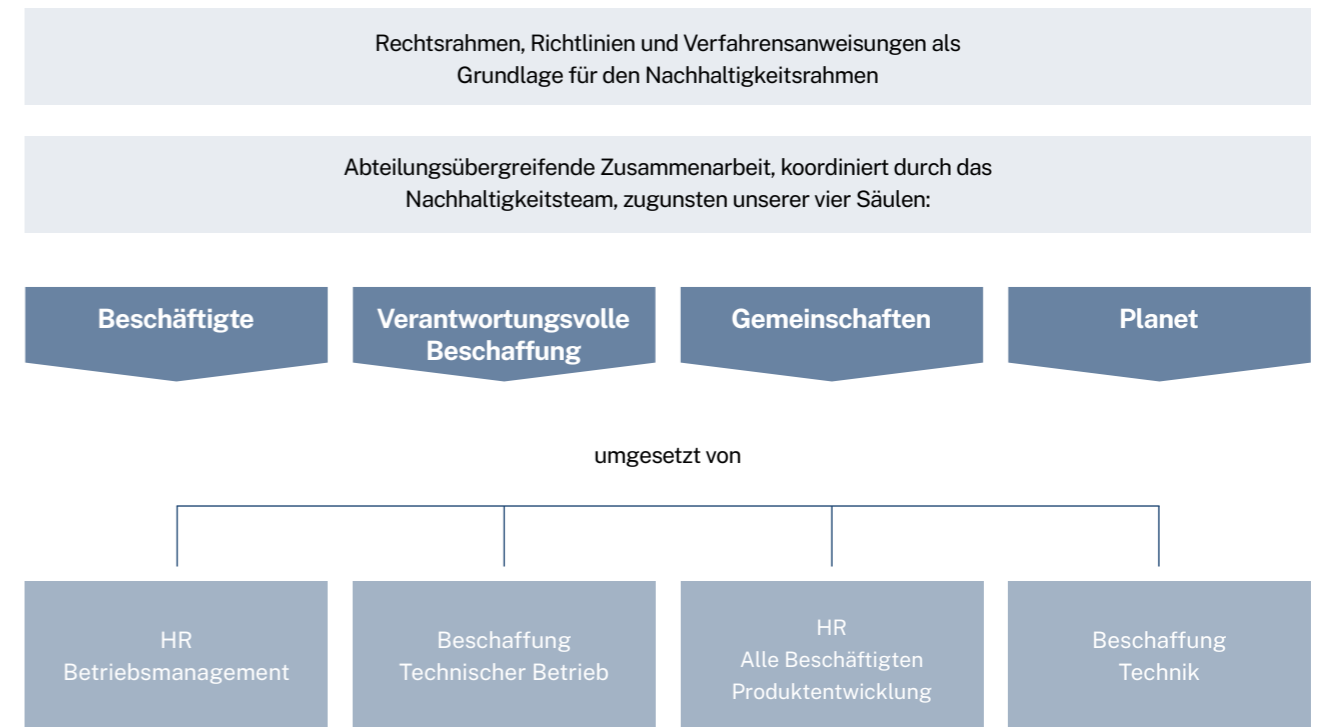 Rechtsrahmen, Richtlinien und Verfahrensanweisungen als
Grundlage für den Nachhaltigkeitsrahmen
Abteilungsübergreifende Zusammenarbeit, koordiniert durch das
Nachhaltigkeitsteam, zugunsten unserer vier Säulen:
Beschäftigte
Verantwortungsvolle
Beschaffung
Gemeinschaften
Planet
umgesetzt von
HR
Betriebsmanagement
Beschaffung
Technischer Betrieb
HR
Alle Beschäftigten
Produktentwicklung
Beschaffung
Technik